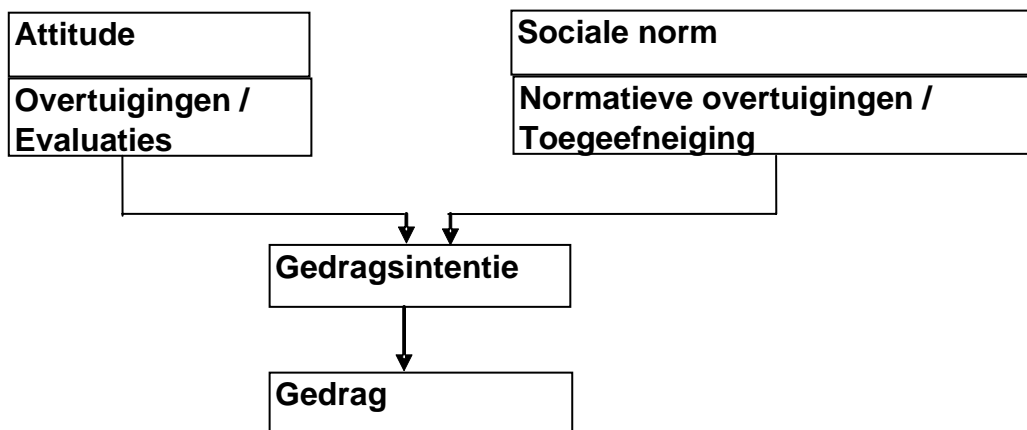 Attitude
Overtuigingen /
Evaluaties
Sociale norm
Normatieve overtuigingen /
Toegeefneiging
Gedragsintentie
Gedrag